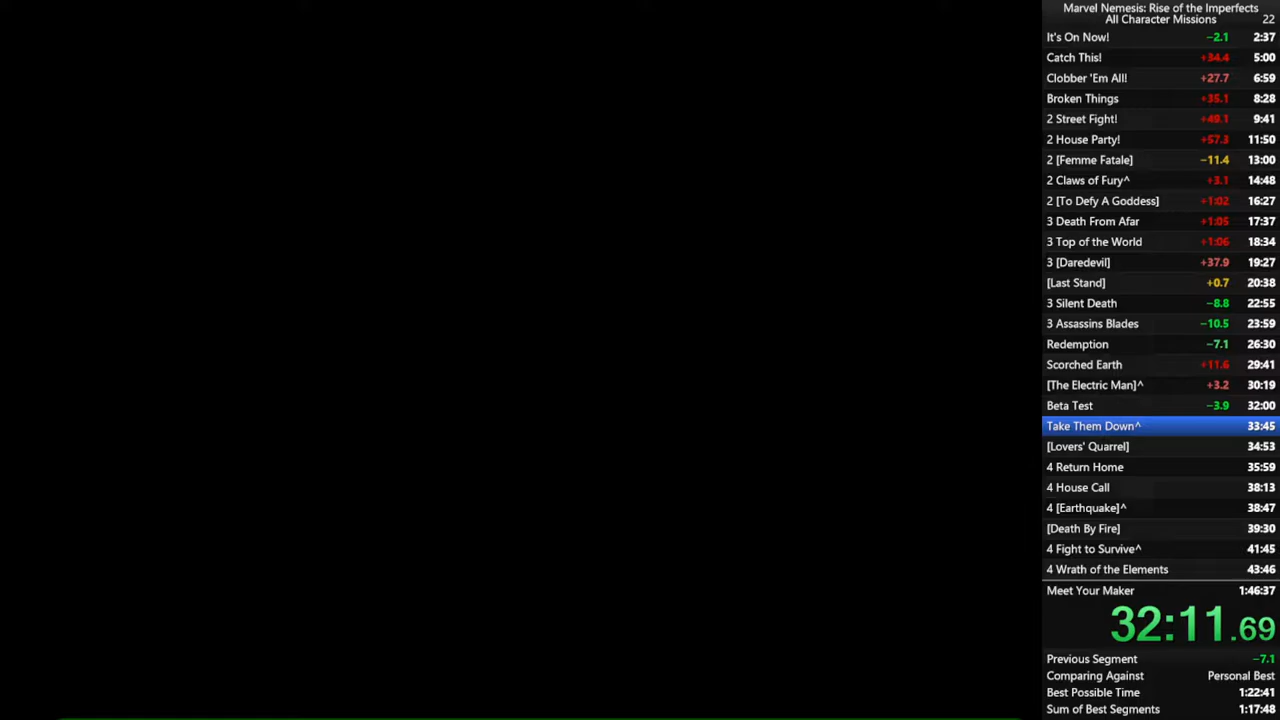 Marvel Nemesis: Rise of the Imperfects
All Character Missions 22
It's On Now! −2.1 2:37
Catch This! +34.4 5:00
Clobber 'Em All! +27.7 6:59
Broken Things +35.1 8:28
2 Street Fight! +49.1 9:41
2 House Party! +57.3 11:50
2 [Femme Fatale] −11.4 13:00
2 Claws of Fury^ +3.1 14:48
2 [To Defy A Goddess] +1:02 16:27
3 Death From Afar +1:05 17:37
3 Top of the World +1:06 18:34
3 [Daredevil] +37.9 19:27
[Last Stand] +0.7 20:38
3 Silent Death −8.8 22:55
3 Assassins Blades −10.5 23:59
Redemption −7.1 26:30
Scorched Earth +11.6 29:41
[The Electric Man]^ +3.2 30:19
Beta Test −3.9 32:00
Take Them Down^ 33:45
[Lovers' Quarrel] 34:53
4 Return Home 35:59
4 House Call 38:13
4 [Earthquake]^ 38:47
[Death By Fire] 39:30
4 Fight to Survive^ 41:45
4 Wrath of the Elements 43:46
Meet Your Maker 1:46:37
32:11.69
Previous Segment −7.1
Comparing Against Personal Best
Best Possible Time 1:22:41
Sum of Best Segments 1:17:48